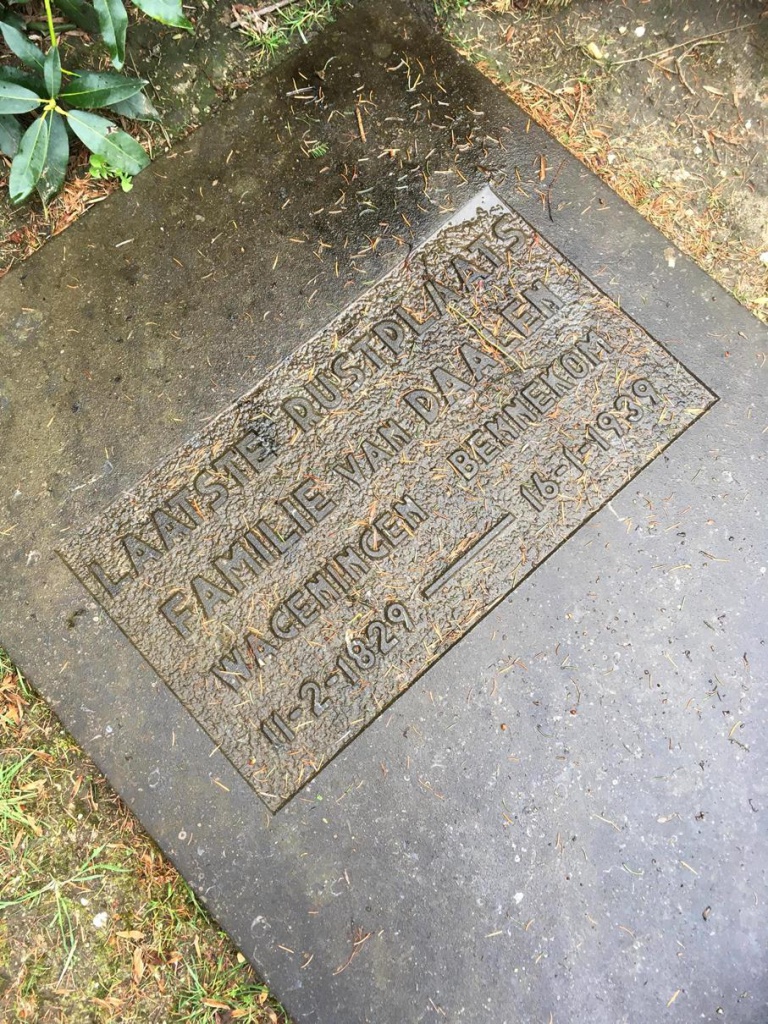 LAATSTE RUSTPLAATS
FAMILIE VAN DAALEN
WAGENINGEN BENNEKOM
11-2-1829 — 16-1-1939